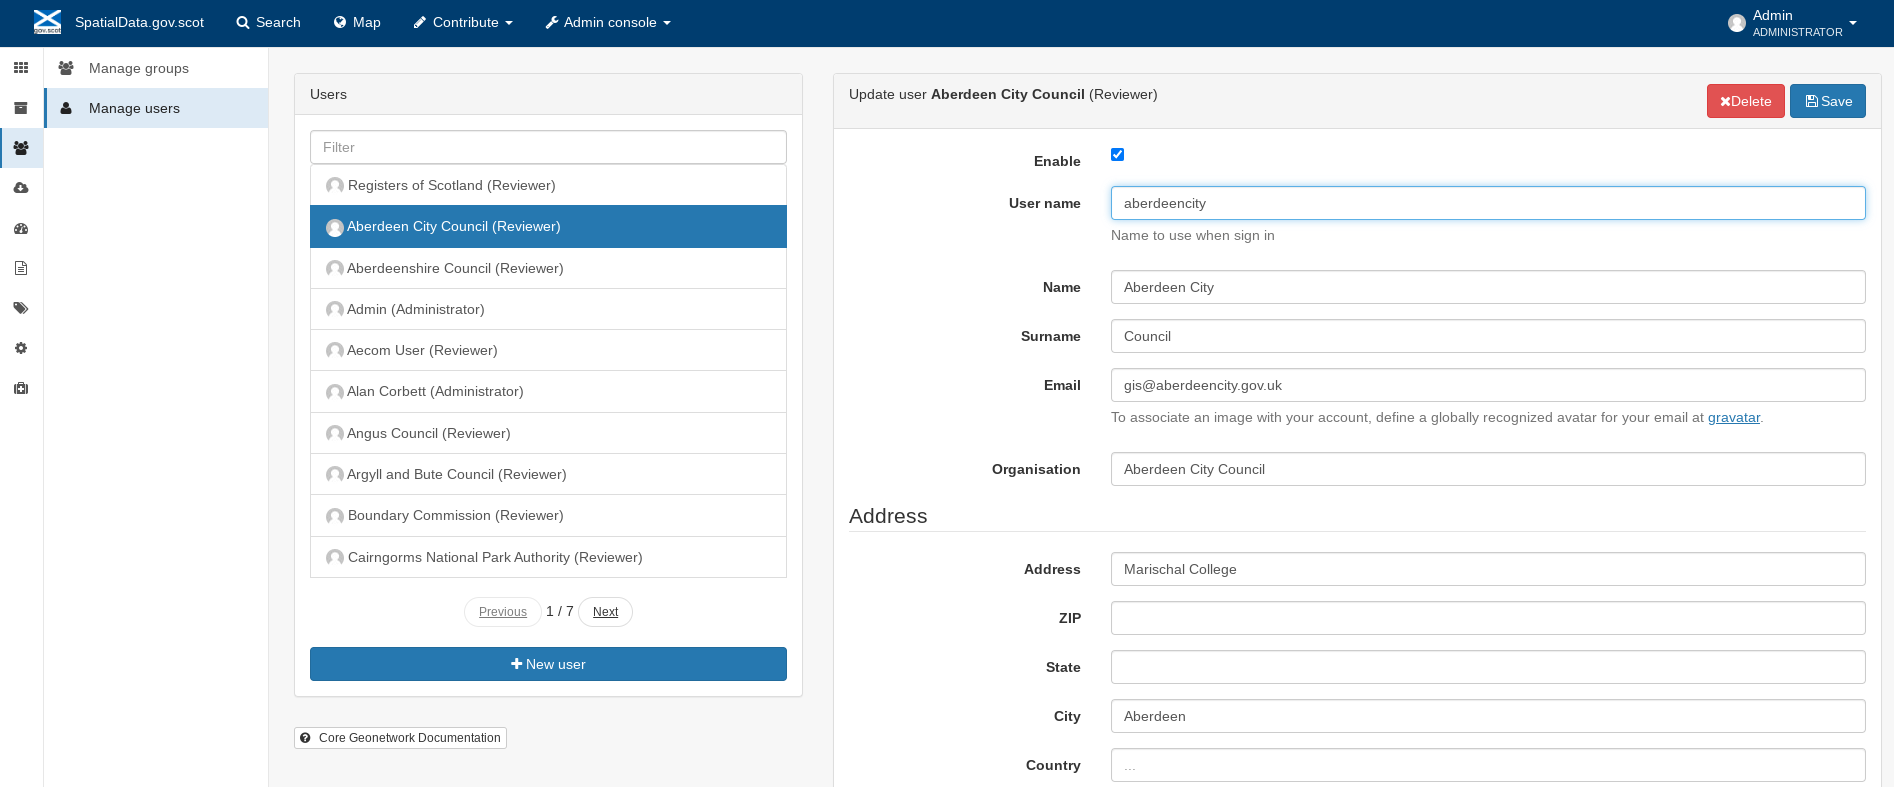 gov.scot SpatialData.gov.scot Search Map Contribute Admin console Admin
ADMINISTRATOR
Manage groups
Manage users
Users
Filter
Registers of Scotland (Reviewer)
Aberdeen City Council (Reviewer)
Aberdeenshire Council (Reviewer)
Admin (Administrator)
Aecom User (Reviewer)
Alan Corbett (Administrator)
Angus Council (Reviewer)
Argyll and Bute Council (Reviewer)
Boundary Commission (Reviewer)
Cairngorms National Park Authority (Reviewer)
Previous 1 / 7 Next
New user
Core Geonetwork Documentation
Update user Aberdeen City Council (Reviewer) Delete Save
Enable
User name aberdeencity
Name to use when sign in
Name Aberdeen City
Surname Council
Email gis@aberdeencity.gov.uk
To associate an image with your account, define a globally recognized avatar for your email at gravatar.
Organisation Aberdeen City Council
Address
Address Marischal College
ZIP
State
City Aberdeen
Country ...